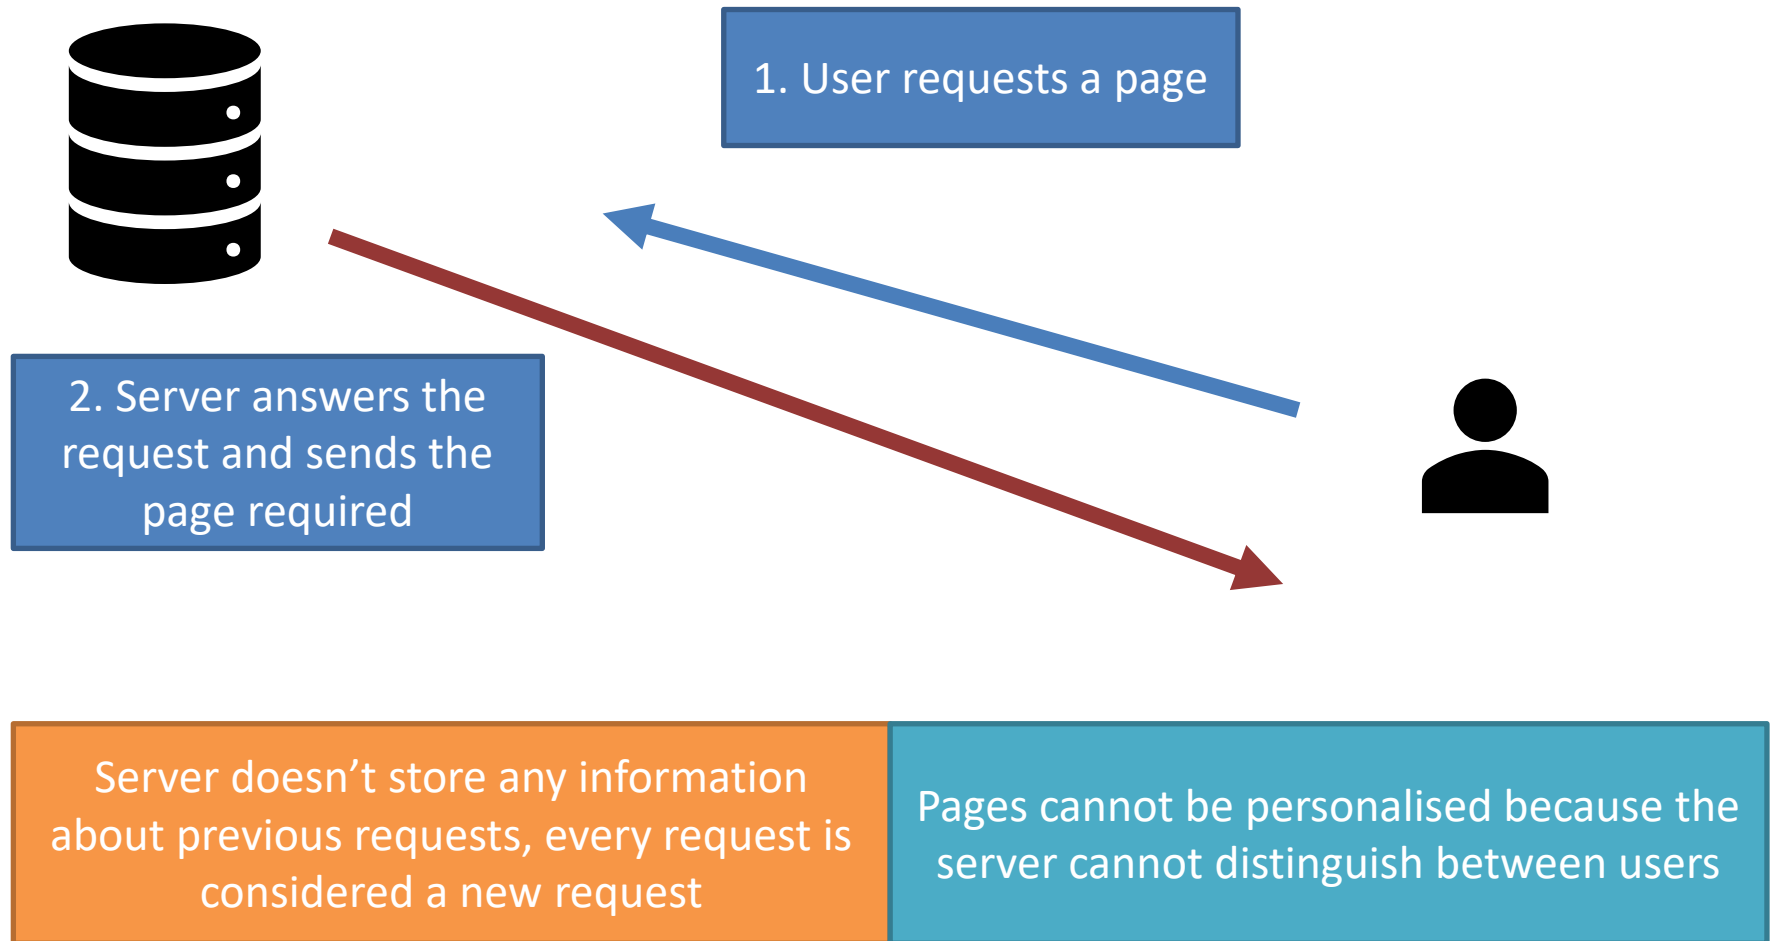 1. User requests a page
2. Server answers the
request and sends the
page required
Server doesn’t store any information
about previous requests, every request is
considered a new request
Pages cannot be personalised because the
server cannot distinguish between users